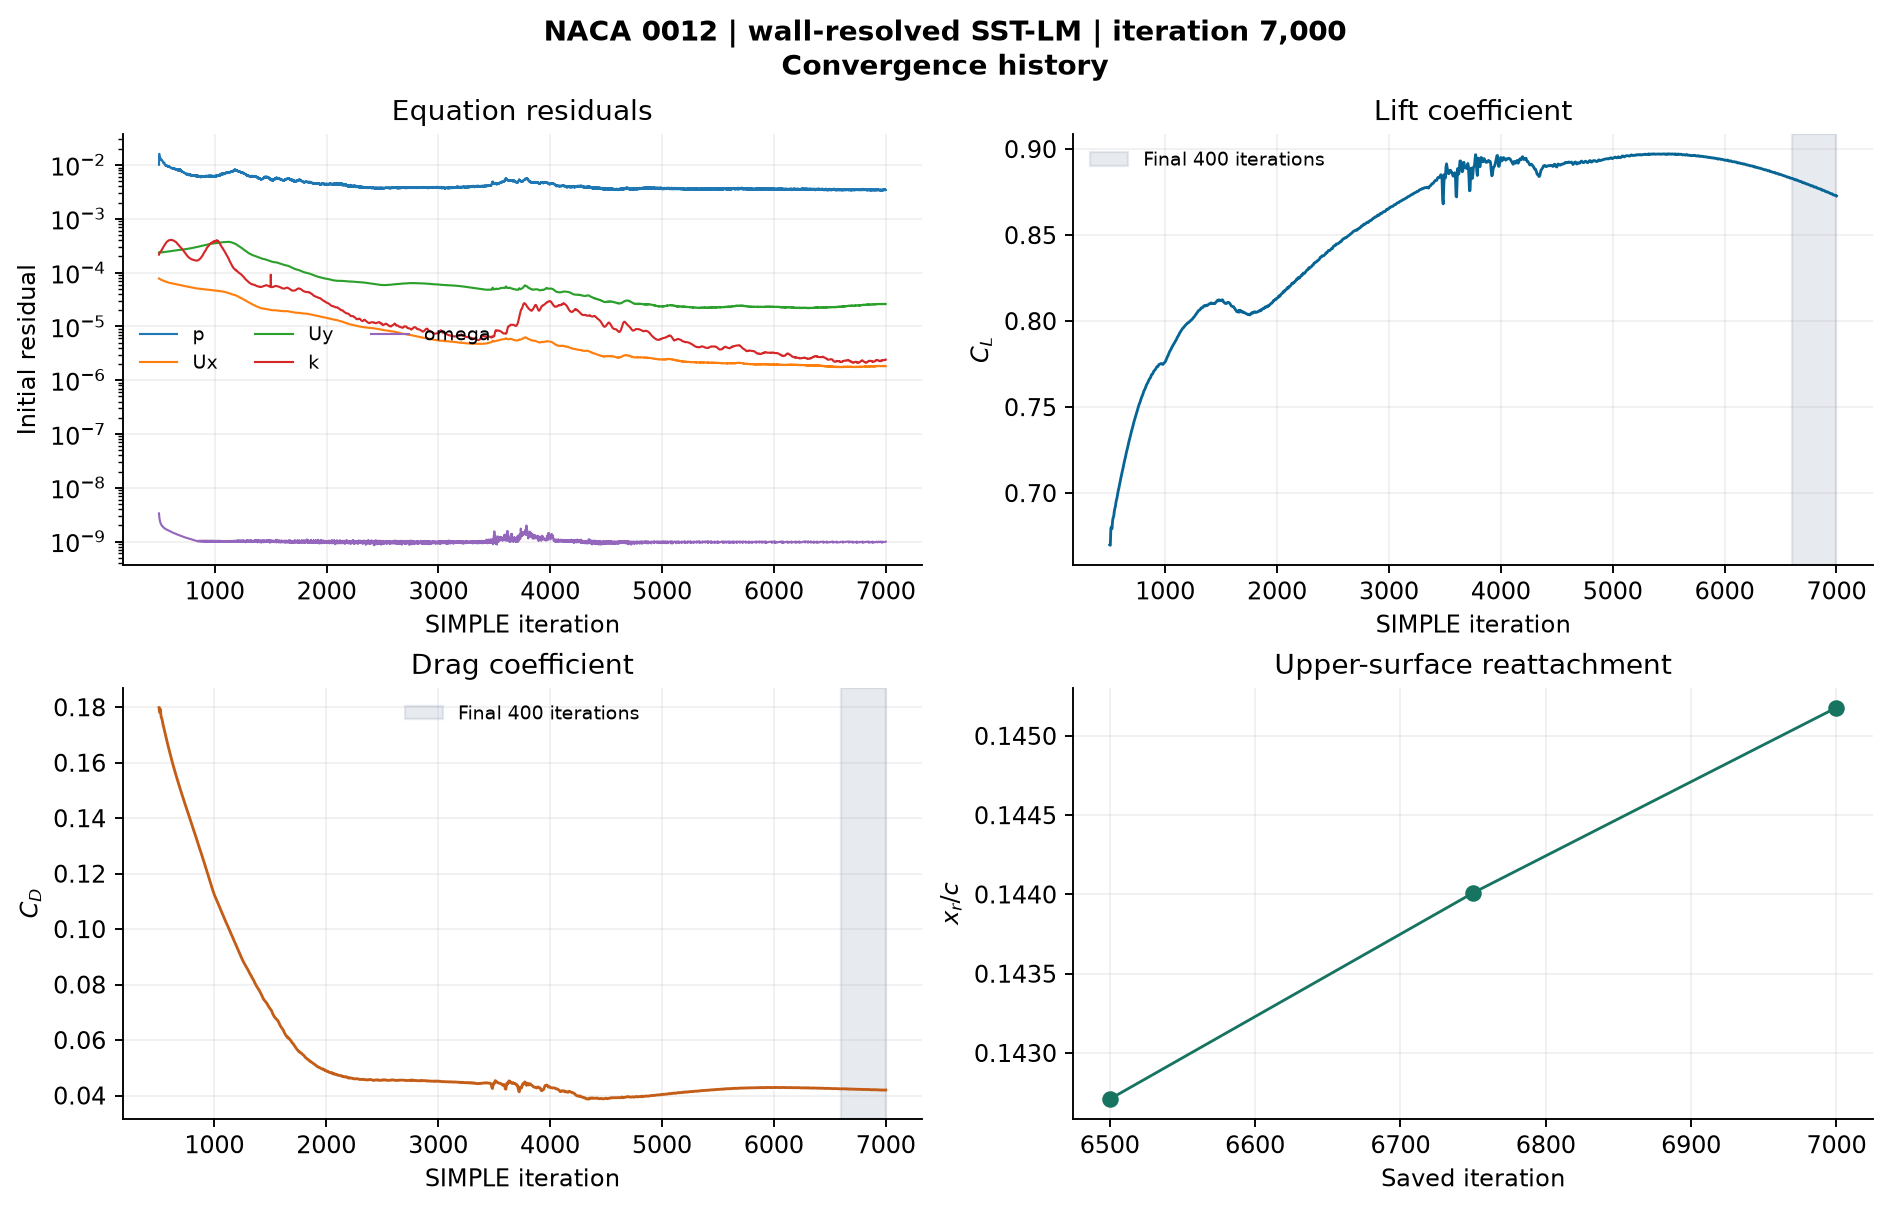 NACA 0012 | wall-resolved SST-LM | iteration 7,000
Convergence history
Equation residuals
10⁻²
10⁻³
10⁻⁴
10⁻⁵
10⁻⁶
10⁻⁷
10⁻⁸
10⁻⁹
Initial residual
p
Ux
Uy
k
omega
1000 2000 3000 4000 5000 6000 7000
SIMPLE iteration
Lift coefficient
Final 400 iterations
0.90
0.85
0.80
0.75
0.70
C_L
1000 2000 3000 4000 5000 6000 7000
SIMPLE iteration
Drag coefficient
Final 400 iterations
0.18
0.16
0.14
0.12
0.10
0.08
0.06
0.04
C_D
1000 2000 3000 4000 5000 6000 7000
SIMPLE iteration
Upper-surface reattachment
0.1450
0.1445
0.1440
0.1435
0.1430
x_r/c
6500 6600 6700 6800 6900 7000
Saved iteration